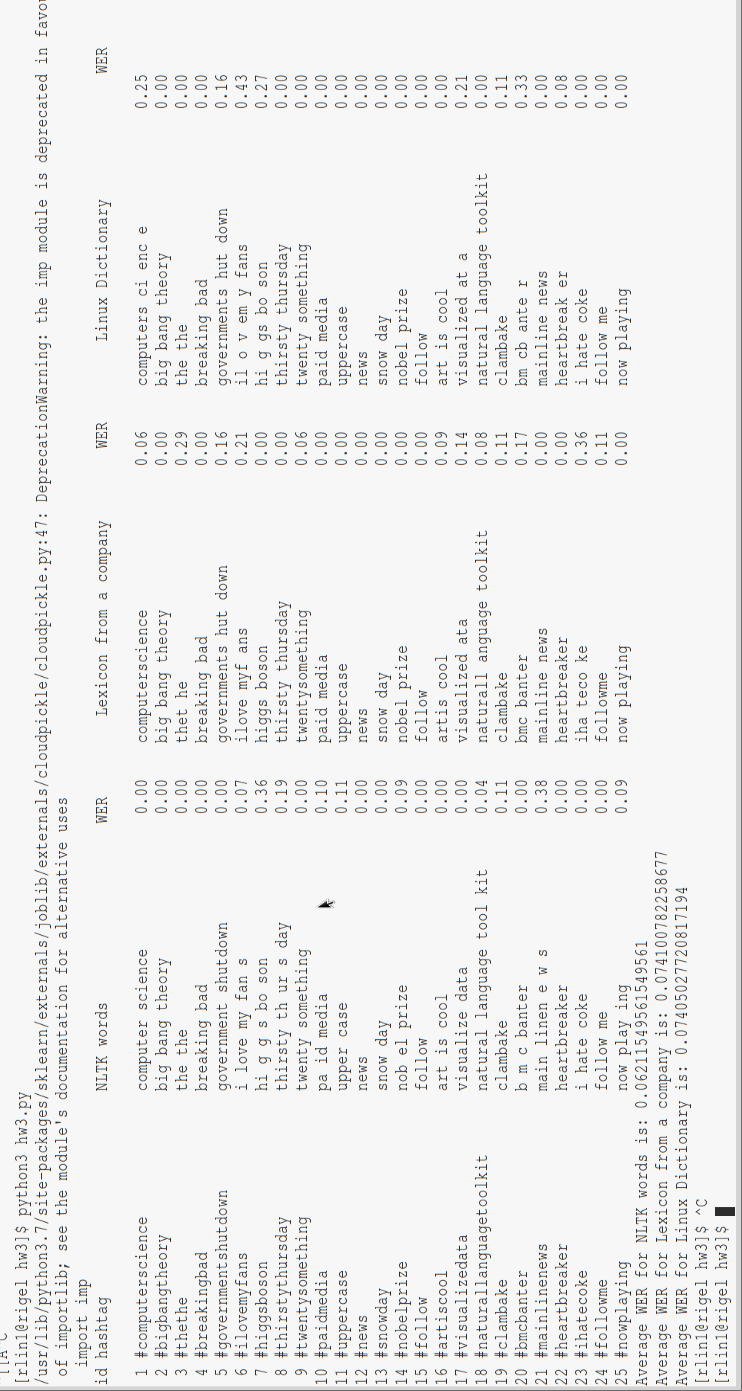 [rlin1@rigel hw3]$ python3 hw3.py
/usr/lib/python3.7/site-packages/sklearn/externals/joblib/externals/cloudpickle/cloudpickle.py:47: DeprecationWarning: the imp module is deprecated in favou
of importlib; see the module's documentation for alternative uses
import imp
id hashtag NLTK words WER Lexicon from a company WER Linux Dictionary WER
1 #computerscience computer science 0.00 computerscience 0.06 computers ci enc e 0.25
2 #bigbangtheory big bang theory 0.00 big bang theory 0.00 big bang theory 0.00
3 #thethe the the 0.00 thet he 0.29 the the 0.00
4 #breakingbad breaking bad 0.00 breaking bad 0.00 breaking bad 0.00
5 #governmentshutdown government shutdown 0.00 governments hut down 0.16 governments hut down 0.16
6 #ilovemyfans i love my fan s 0.07 ilove myf ans 0.21 il o v em y fans 0.43
7 #higgsboson hi g g s bo son 0.36 higgs boson 0.00 hi g gs bo son 0.27
8 #thirstythursday thirsty th ur s day 0.19 thirsty thursday 0.00 thirsty thursday 0.00
9 #twentysomething twenty something 0.00 twentysomething 0.06 twenty something 0.00
10 #paidmedia pa id media 0.10 paid media 0.00 paid media 0.00
11 #uppercase upper case 0.11 uppercase 0.00 uppercase 0.00
12 #news news 0.00 news 0.00 news 0.00
13 #snowday snow day 0.00 snow day 0.00 snow day 0.00
14 #nobelprize nob el prize 0.09 nobel prize 0.00 nobel prize 0.00
15 #follow follow 0.00 follow 0.00 follow 0.00
16 #artiscool art is cool 0.00 artis cool 0.09 art is cool 0.00
17 #visualizedata visualize data 0.00 visualized ata 0.14 visualized at a 0.21
18 #naturallanguagetoolkit natural language tool kit 0.04 naturall anguage toolkit 0.08 natural language toolkit 0.00
19 #clambake clambake 0.11 clambake 0.11 clambake 0.11
20 #bmcbanter b m c banter 0.00 bmc banter 0.17 bm cb ante r 0.33
21 #mainlinenews main linen e w s 0.38 mainline news 0.00 mainline news 0.00
22 #heartbreaker heartbreaker 0.00 heartbreaker 0.00 heartbreak er 0.08
23 #ihatecoke i hate coke 0.00 iha teco ke 0.36 i hate coke 0.00
24 #followme follow me 0.00 followme 0.11 follow me 0.00
25 #nowplaying now play ing 0.09 now playing 0.00 now playing 0.00
Average WER for NLTK words is: 0.06211549561549561
Average WER for Lexicon from a company is: 0.074100782258677
Average WER for Linux Dictionary is: 0.07405027720817194
[rlin1@rigel hw3]$ ^C
[rlin1@rigel hw3]$